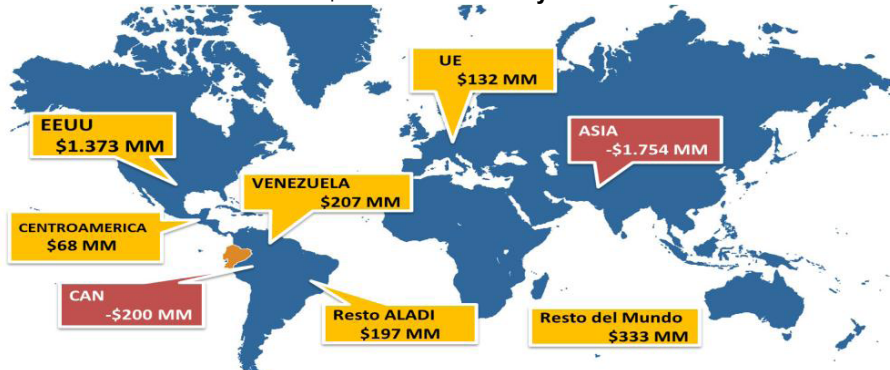 UE
$132 MM
EEUU
$1.373 MM
ASIA
-$1.754 MM
VENEZUELA
$207 MM
CENTROAMERICA
$68 MM
CAN
-$200 MM
Resto ALADI
$197 MM
Resto del Mundo
$333 MM